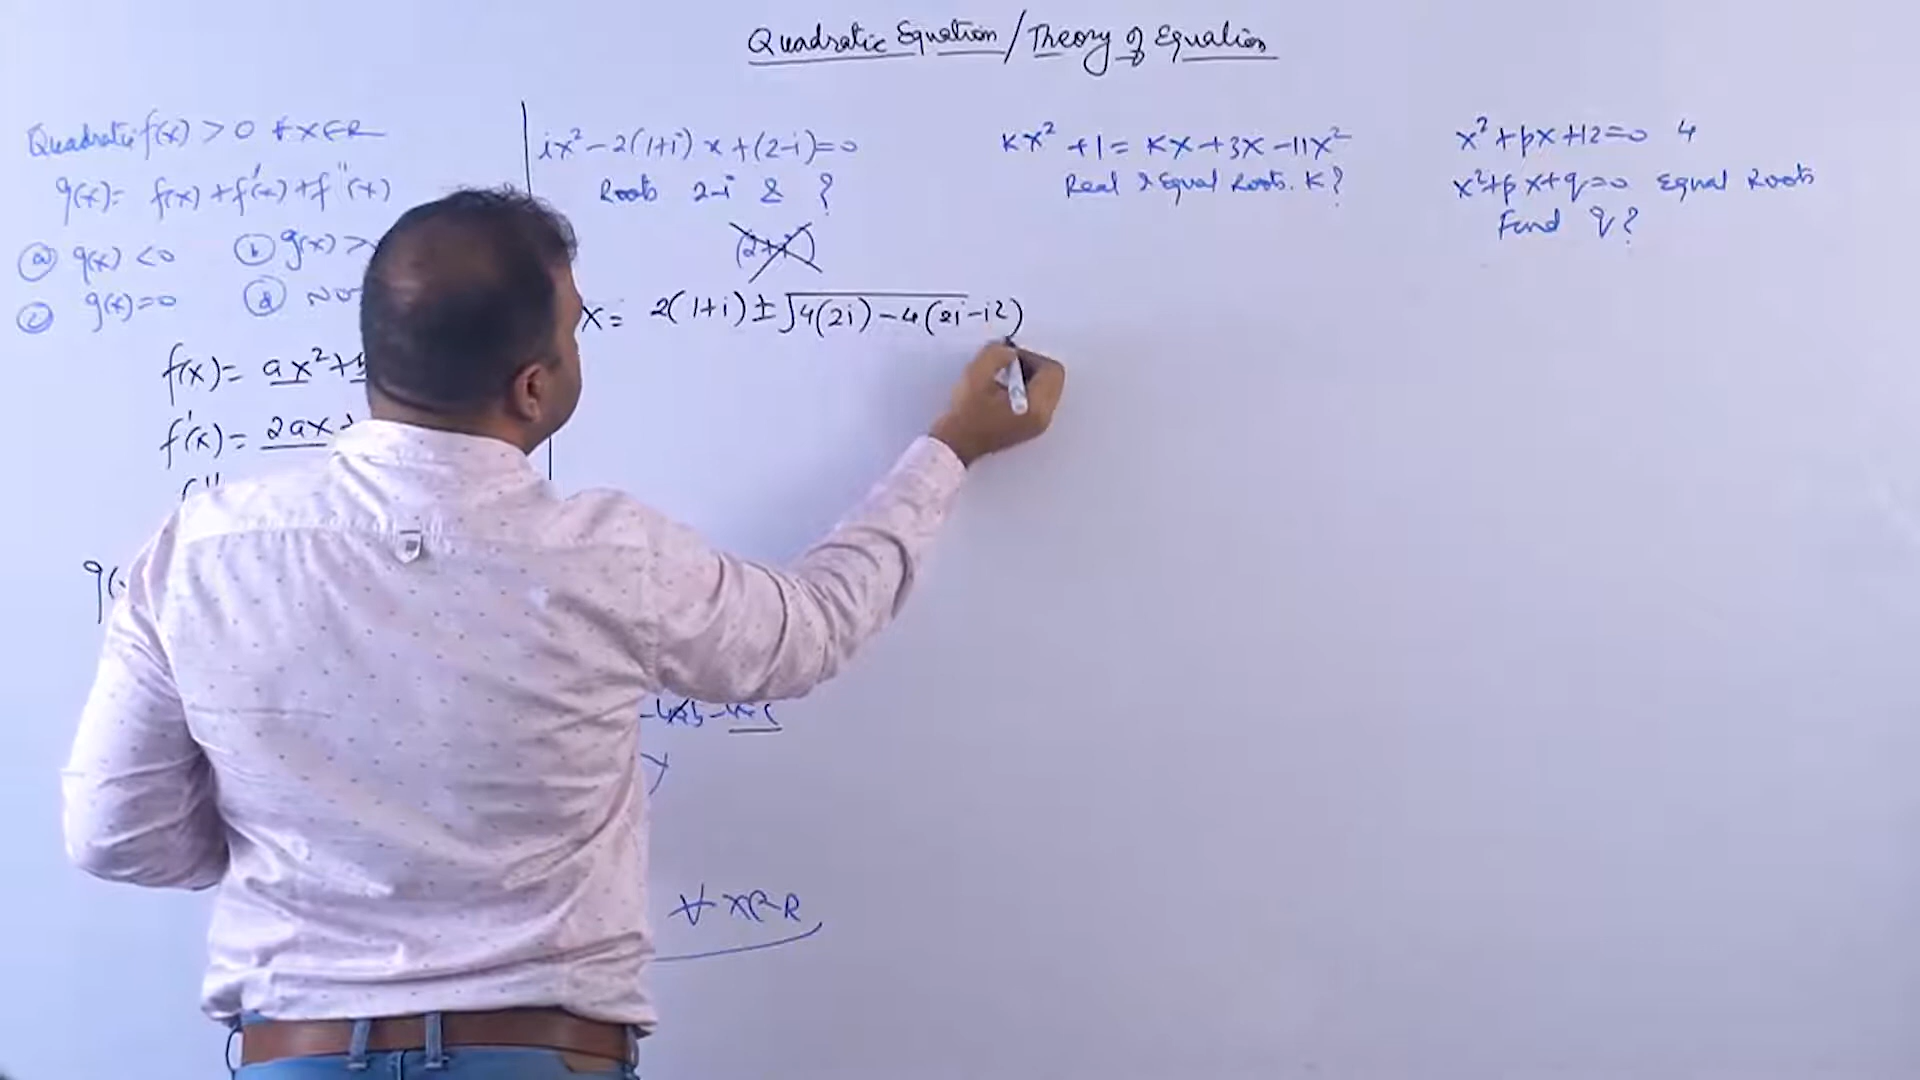 Quadratic Equation / Theory of Equation
Quadratic f(x) > 0 ∀ x ∈ R
g(x) = f(x) + f'(x) + f''(x)
(a) g(x) < 0 (b) g(x) >
(c) g(x) = 0 (d)
f(x) = ax² +
f'(x) = 2ax
f''
g(
∀ x ∈ R
ix² - 2(1+i) x + (2-i) = 0
Roots 2-i & ?
(2+i)
x = 2(1+i) ± √4(2i) - 4(2i - i²)
Kx² + 1 = Kx + 3x - 11x²
Real & Equal Roots. K?
x² + px + 12 = 0 4
x² + px + q = 0 Equal Roots
Find q?